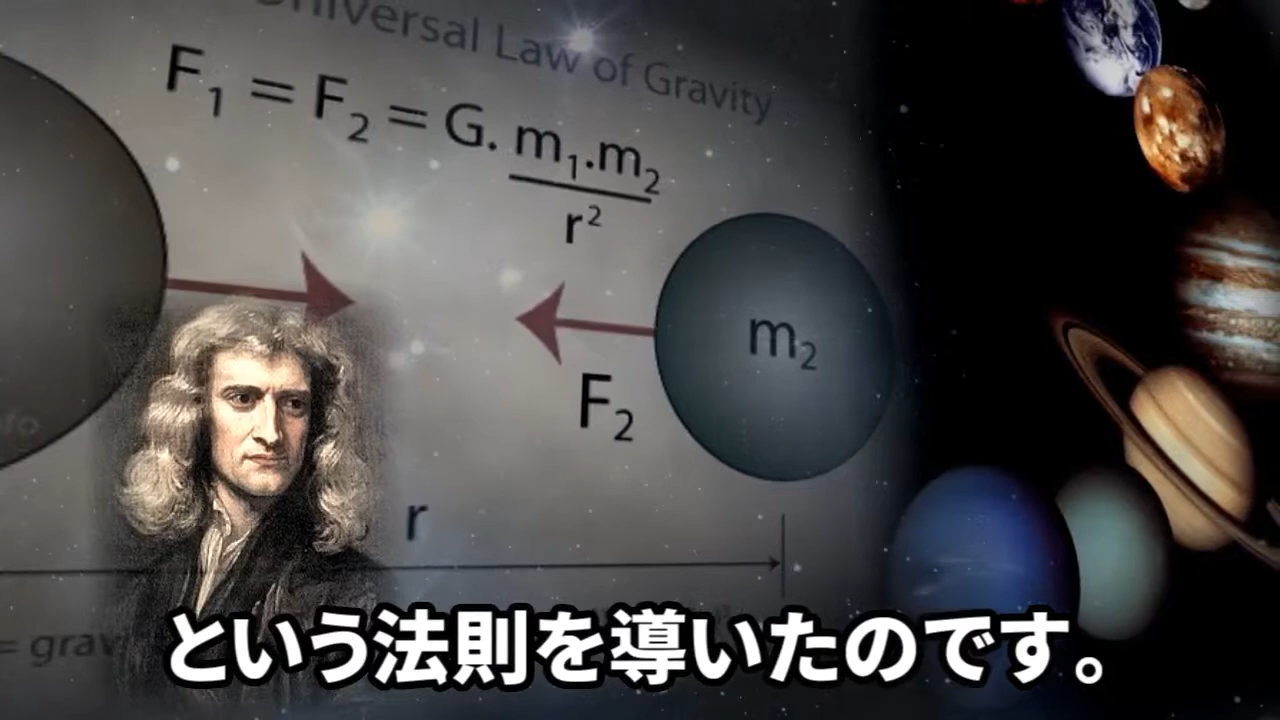 Universal Law of Gravity
F₁ = F₂ = G. m₁.m₂
r²
m₂
F₂
r
= grav
という法則を導いたのです。